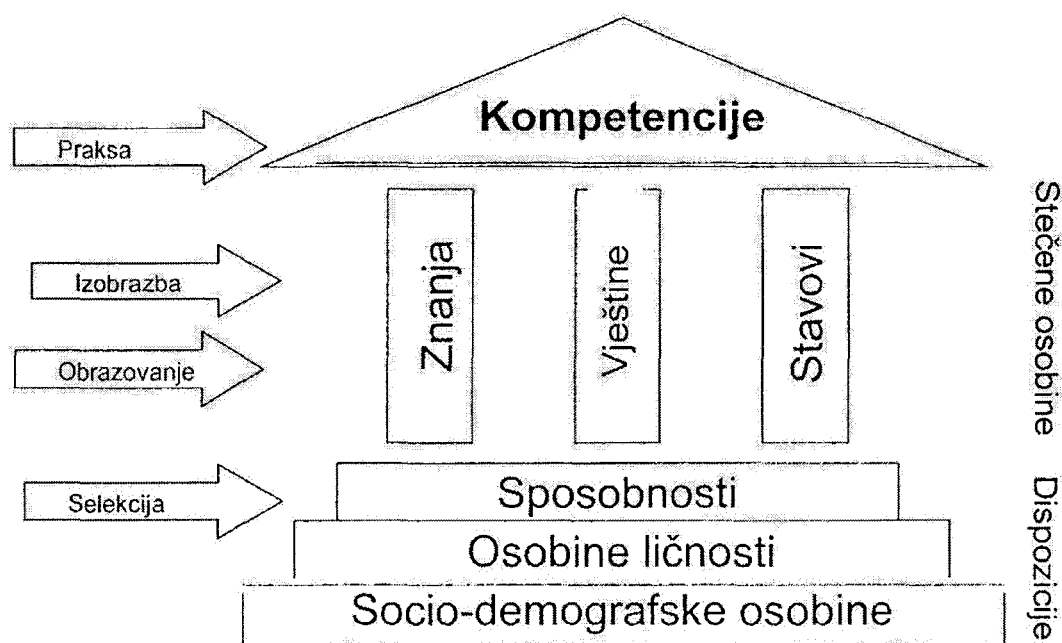 Kompetencije
Praksa
Izobrazba
Obrazovanje
Selekcija
Znanja
Vještine
Stavovi
Sposobnosti
Osobine ličnosti
Socio-demografske osobine
Stečene osobine
Dispozicije